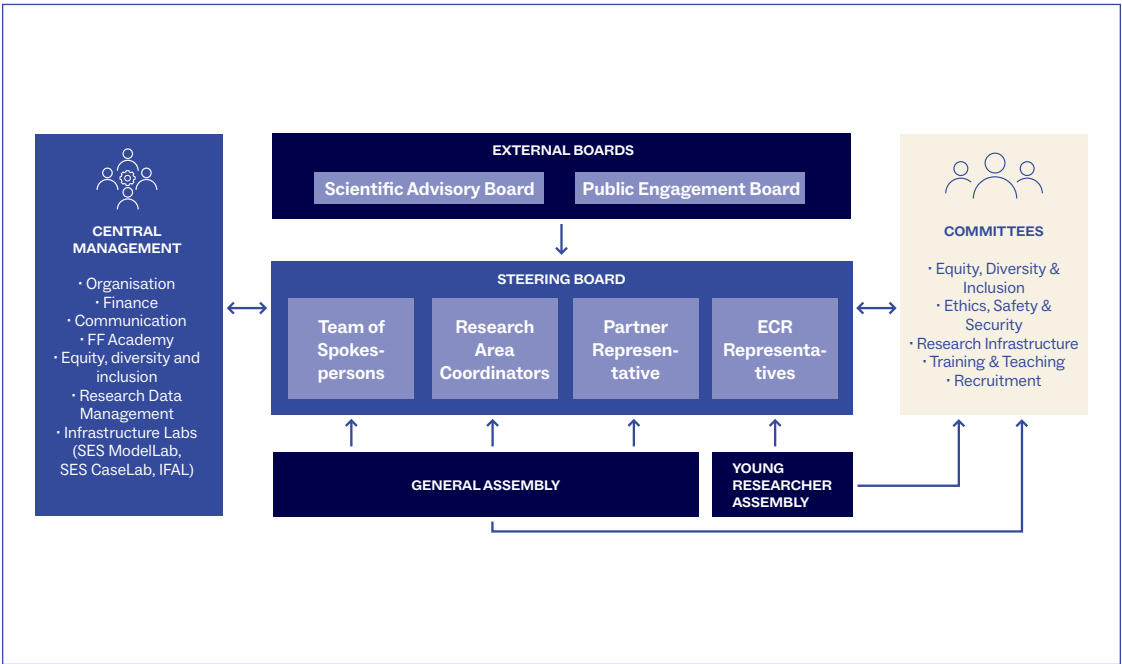 CENTRAL
MANAGEMENT
· Organisation
· Finance
· Communication
· FF Academy
· Equity, diversity and
inclusion
· Research Data
Management
· Infrastructure Labs
(SES ModelLab,
SES CaseLab, IFAL)
EXTERNAL BOARDS
Scientific Advisory Board
Public Engagement Board
STEERING BOARD
Team of
Spokes-
persons
Research
Area
Coordinators
Partner
Represen-
tative
ECR
Representa-
tives
GENERAL ASSEMBLY
YOUNG
RESEARCHER
ASSEMBLY
COMMITTEES
· Equity, Diversity &
Inclusion
· Ethics, Safety &
Security
· Research Infrastructure
· Training & Teaching
· Recruitment